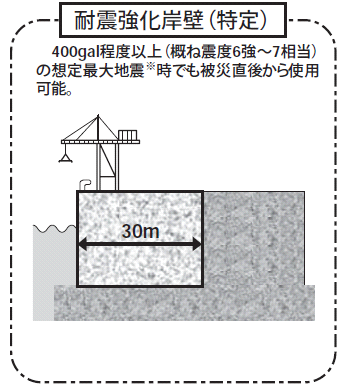 耐震強化岸壁(特定)
400gal程度以上(概ね震度6強～7相当)
の想定最大地震※時でも被災直後から使用
可能。
30m